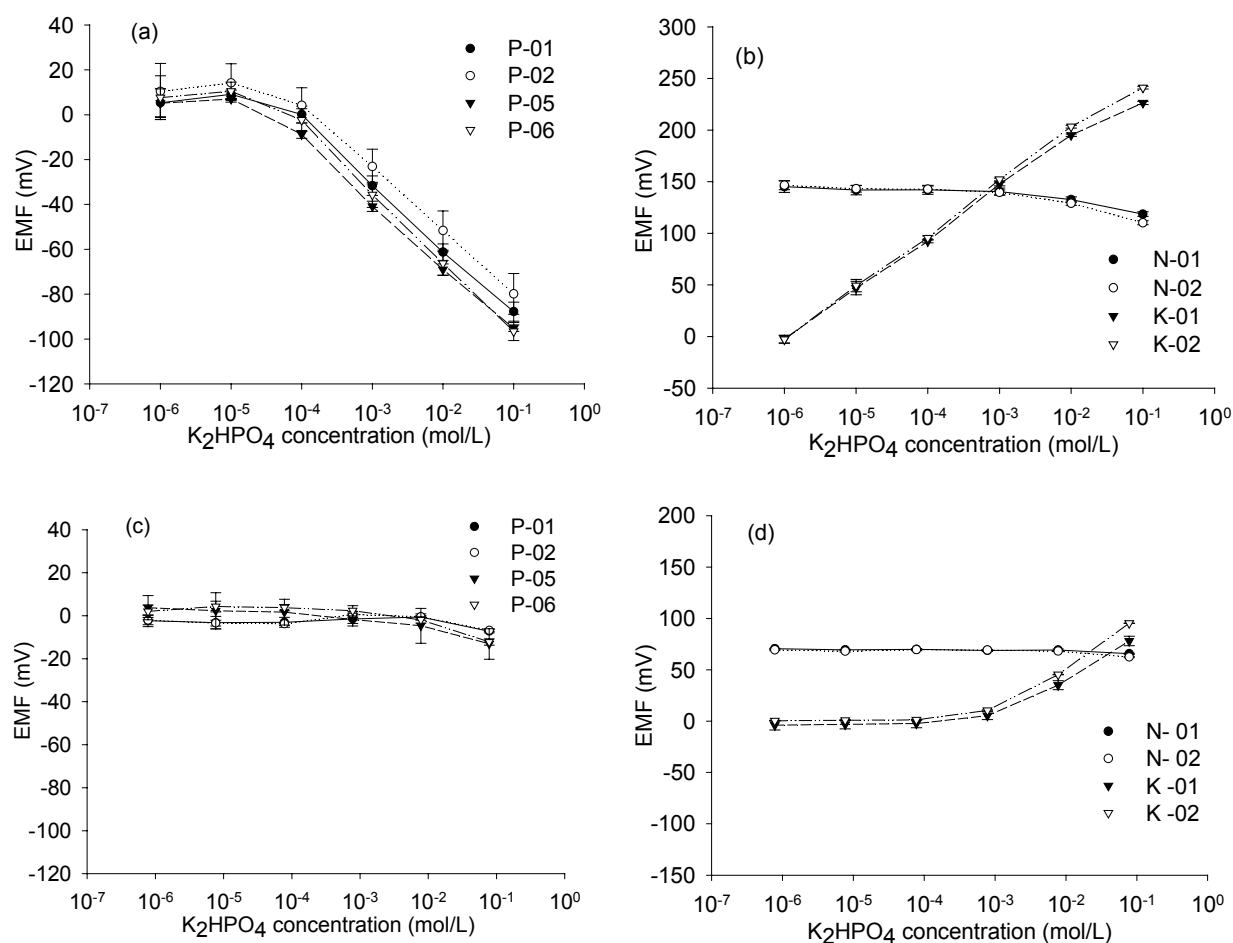 (a)
P-01
P-02
P-05
P-06
40
20
0
-20
-40
-60
-80
-100
-120
EMF (mV)
10-7 10-6 10-5 10-4 10-3 10-2 10-1 100
K2HPO4 concentration (mol/L)
(b)
300
250
200
150
100
50
0
-50
EMF (mV)
N-01
N-02
K-01
K-02
10-7 10-6 10-5 10-4 10-3 10-2 10-1 100
K2HPO4 concentration (mol/L)
(c)
P-01
P-02
P-05
P-06
40
20
0
-20
-40
-60
-80
-100
-120
EMF (mV)
10-7 10-6 10-5 10-4 10-3 10-2 10-1 100
K2HPO4 concentration (mol/L)
(d)
200
150
100
50
0
-50
-100
-150
EMF (mV)
N- 01
N- 02
K -01
K -02
10-7 10-6 10-5 10-4 10-3 10-2 10-1 100
K2HPO4 concentration (mol/L)